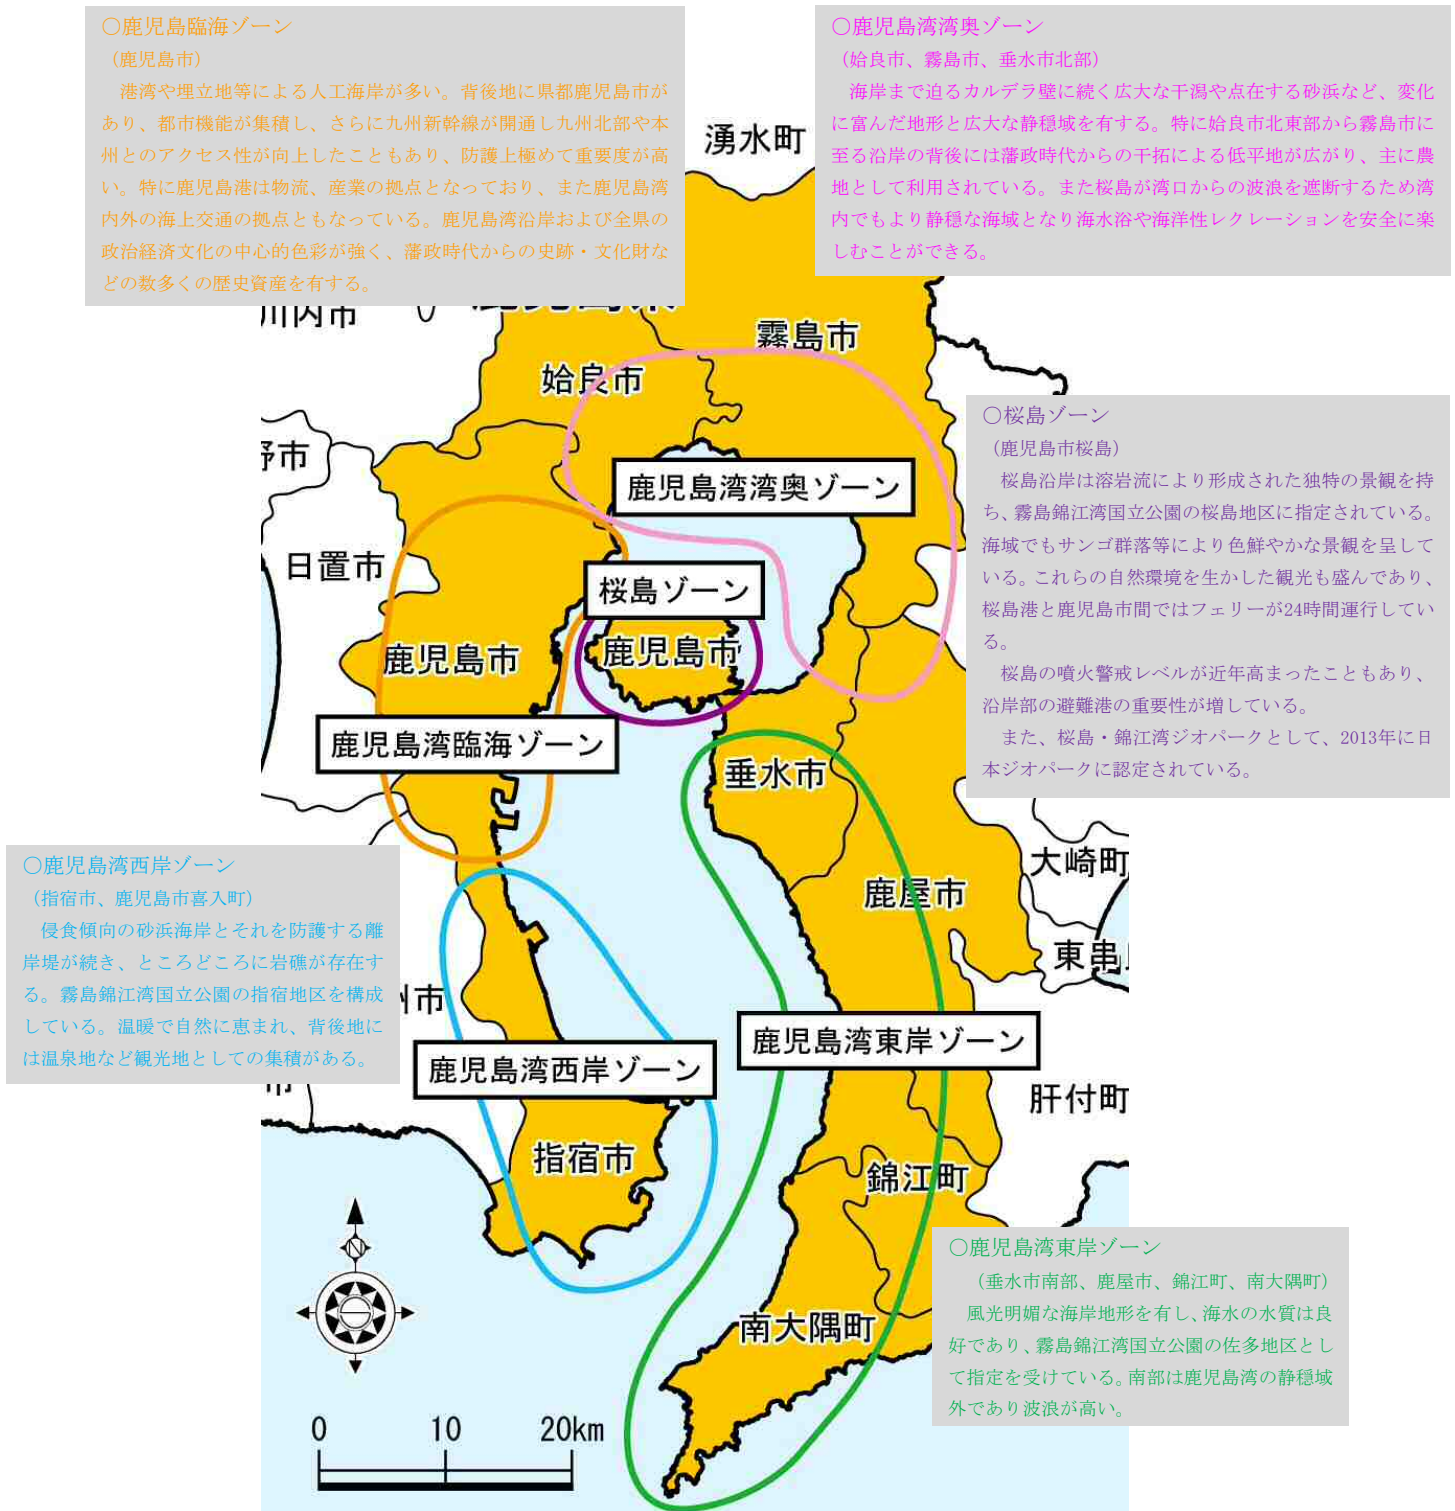 〇鹿児島臨海ゾーン
（鹿児島市）
港湾や埋立地等による人工海岸が多い。背後地に県都鹿児島市が
あり、都市機能が集積し、さらに九州新幹線が開通し九州北部や本
州とのアクセス性が向上したこともあり、防護上極めて重要度が高
い。特に鹿児島港は物流、産業の拠点となっており、また鹿児島湾
内外の海上交通の拠点ともなっている。鹿児島湾沿岸および全県の
政治経済文化の中心的色彩が強く、藩政時代からの史跡・文化財な
どの数多くの歴史資産を有する。
〇鹿児島湾湾奥ゾーン
（姶良市、霧島市、垂水市北部）
海岸まで迫るカルデラ壁に続く広大な干潟や点在する砂浜など、変化
に富んだ地形と広大な静穏域を有する。特に姶良市北東部から霧島市に
至る沿岸の背後には藩政時代からの干拓による低平地が広がり、主に農
地として利用されている。また桜島が湾口からの波浪を遮断するため湾
内でもより静穏な海域となり海水浴や海洋性レクレーションを安全に楽
しむことができる。
湧水町
川内市
霧島市
姶良市
〇桜島ゾーン
（鹿児島市桜島）
桜島沿岸は溶岩流により形成された独特の景観を持
ち、霧島錦江湾国立公園の桜島地区に指定されている。
海域でもサンゴ群落等により色鮮やかな景観を呈して
いる。これらの自然環境を生かした観光も盛んであり、
桜島港と鹿児島市間ではフェリーが24時間運行してい
る。
桜島の噴火警戒レベルが近年高まったこともあり、
沿岸部の避難港の重要性が増している。
また、桜島・錦江湾ジオパークとして、2013年に日
本ジオパークに認定されている。
野市
鹿児島湾湾奥ゾーン
日置市
桜島ゾーン
鹿児島市
鹿児島市
鹿児島湾臨海ゾーン
垂水市
大崎町
鹿屋市
東串
〇鹿児島湾西岸ゾーン
（指宿市、鹿児島市喜入町）
侵食傾向の砂浜海岸とそれを防護する離
岸堤が続き、ところどころに岩礁が存在す
る。霧島錦江湾国立公園の指宿地区を構成
している。温暖で自然に恵まれ、背後地に
は温泉地など観光地としての集積がある。
州市
鹿児島湾東岸ゾーン
鹿児島湾西岸ゾーン
市
肝付町
指宿市
錦江町
N
南大隅町
〇鹿児島湾東岸ゾーン
（垂水市南部、鹿屋市、錦江町、南大隅町）
風光明媚な海岸地形を有し、海水の水質は良
好であり、霧島錦江湾国立公園の佐多地区とし
て指定を受けている。南部は鹿児島湾の静穏域
外であり波浪が高い。
0 10 20km